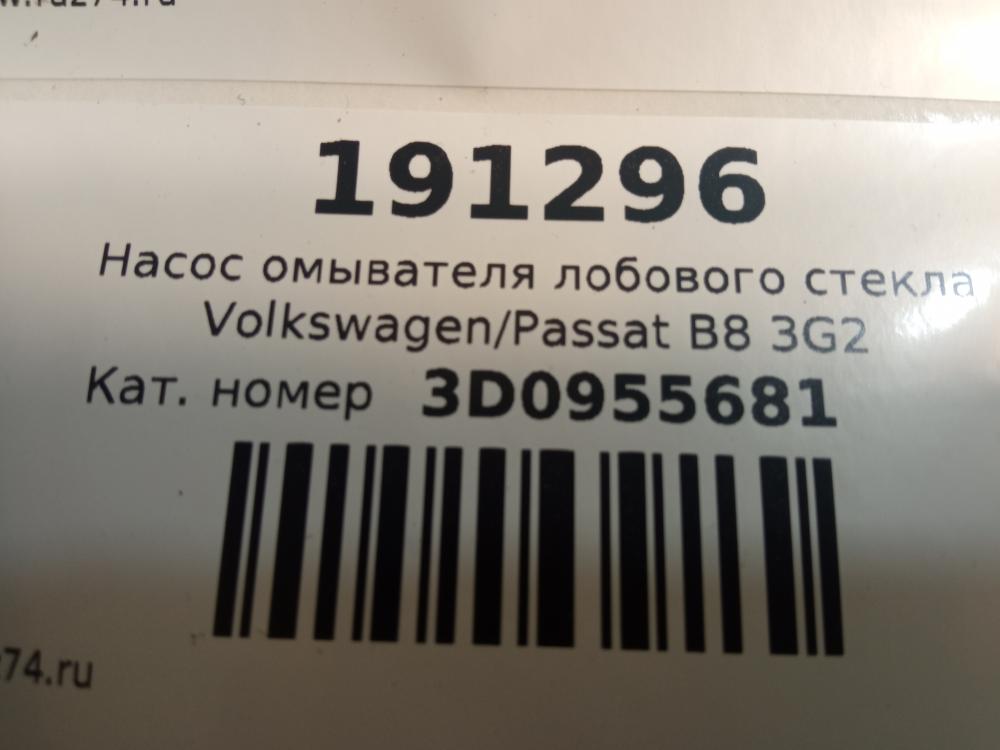 191296
Насос омывателя лобового стекла
Volkswagen/Passat B8 3G2
Кат. номер 3D0955681
74.ru